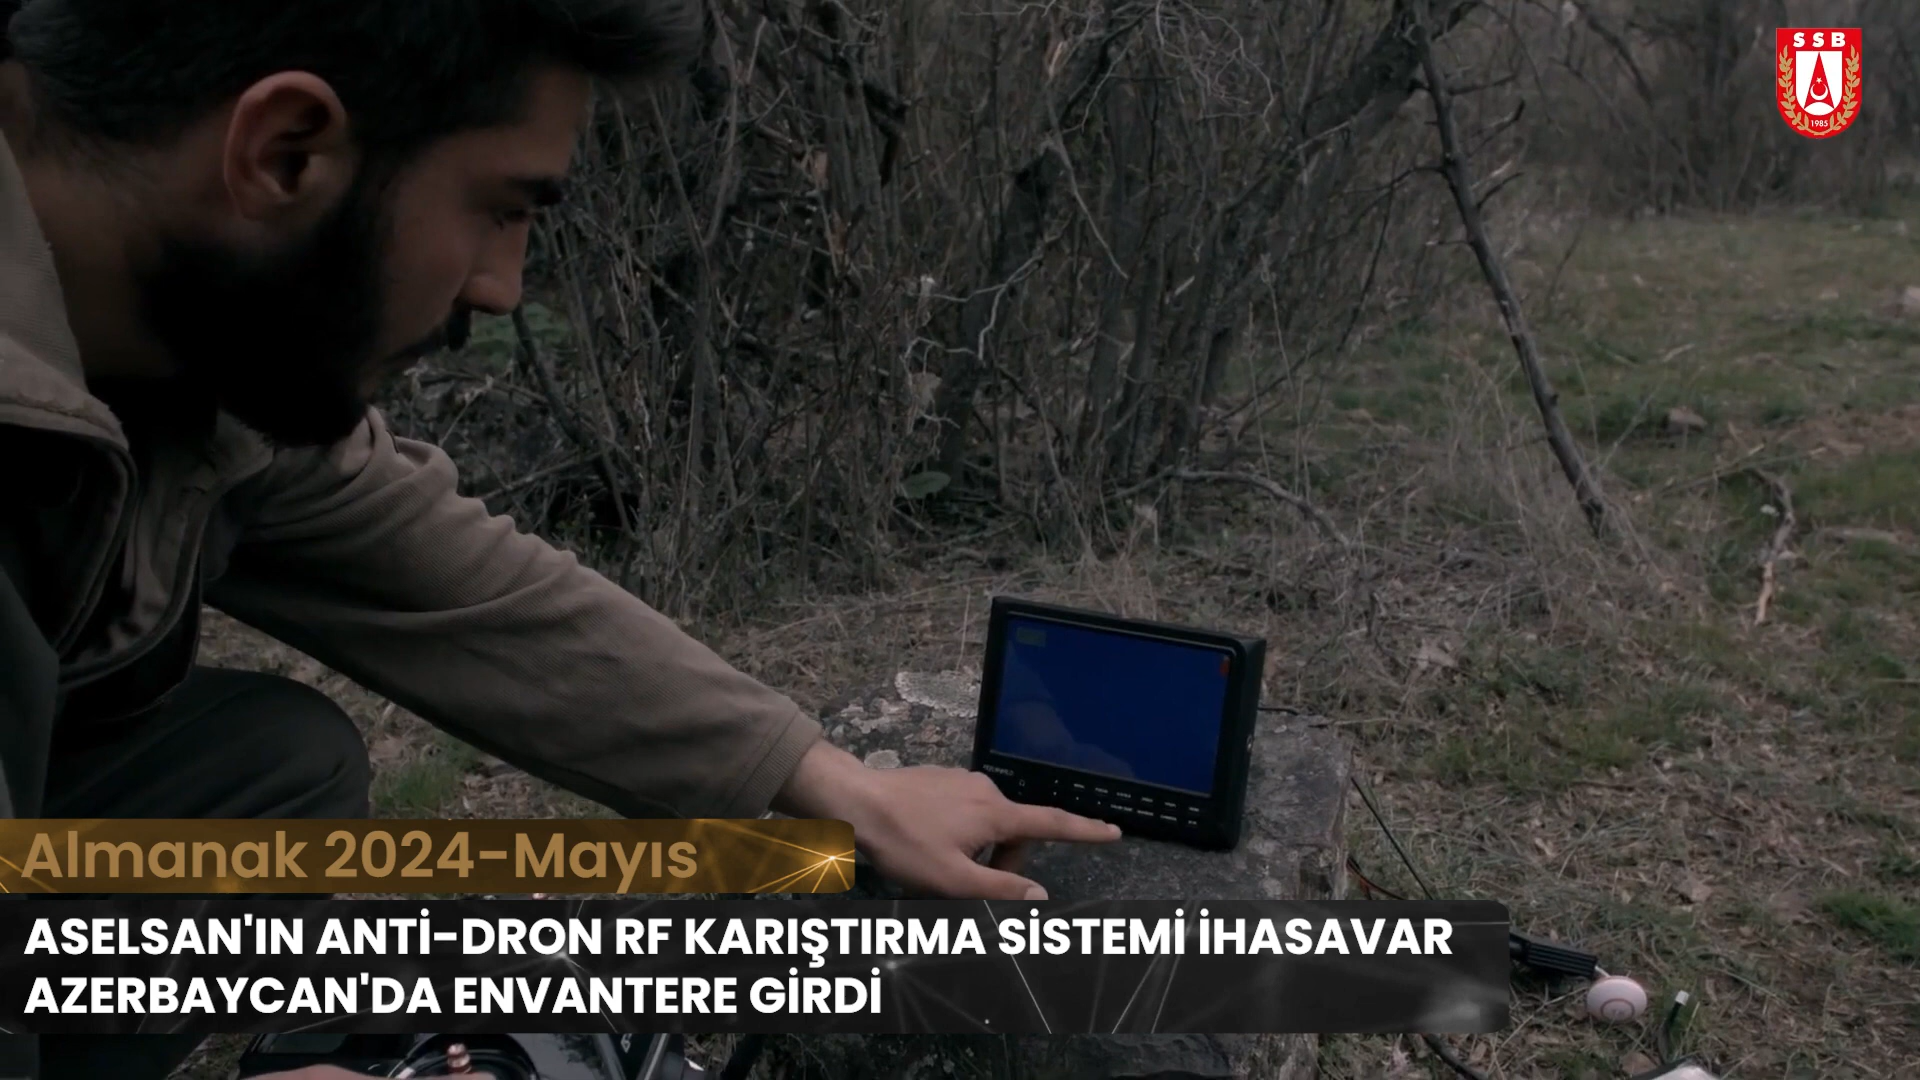 SSB
1985
Almanak 2024-Mayıs
ASELSAN'IN ANTİ-DRON RF KARIŞTIRMA SİSTEMİ İHASAVAR
AZERBAYCAN'DA ENVANTERE GİRDİ